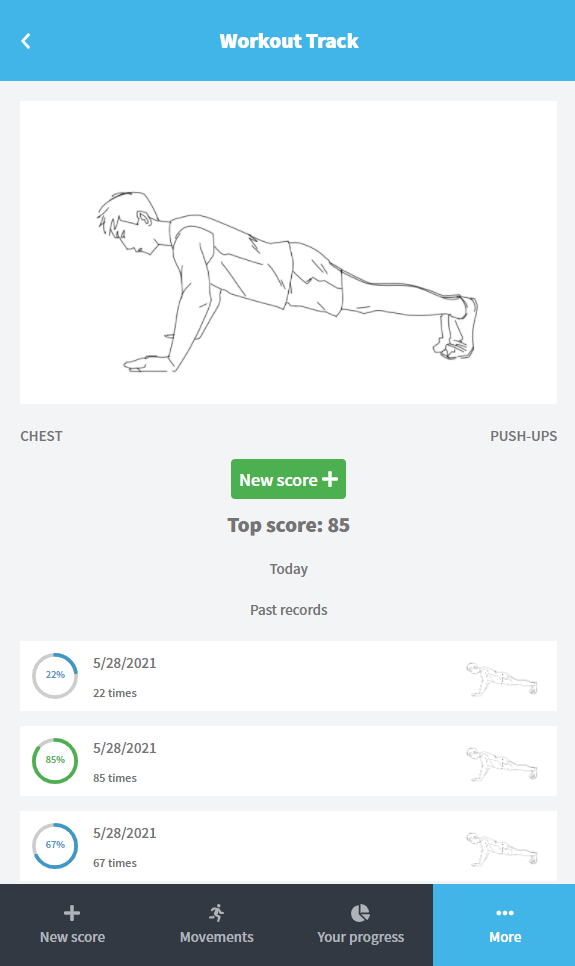 Workout Track
CHEST PUSH-UPS
New score
Top score: 85
Today
Past records
22%
5/28/2021
22 times
85%
5/28/2021
85 times
67%
5/28/2021
67 times
New score Movements Your progress More